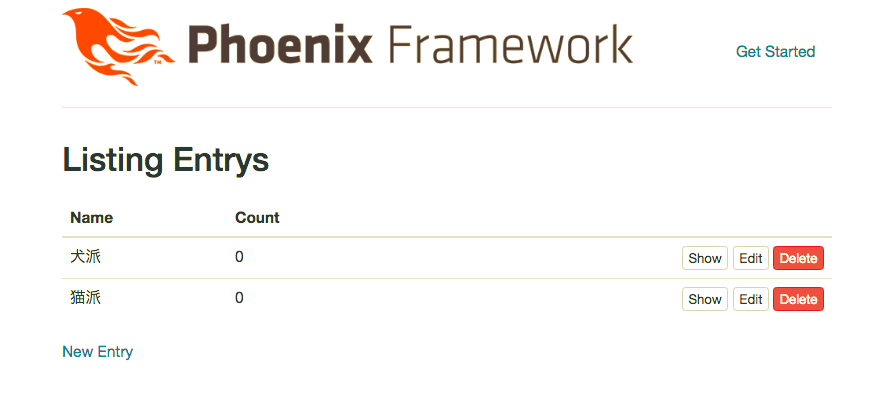 Phoenix Framework
TM
Get Started
Listing Entrys
Name Count
犬派 0 Show Edit Delete
猫派 0 Show Edit Delete
New Entry